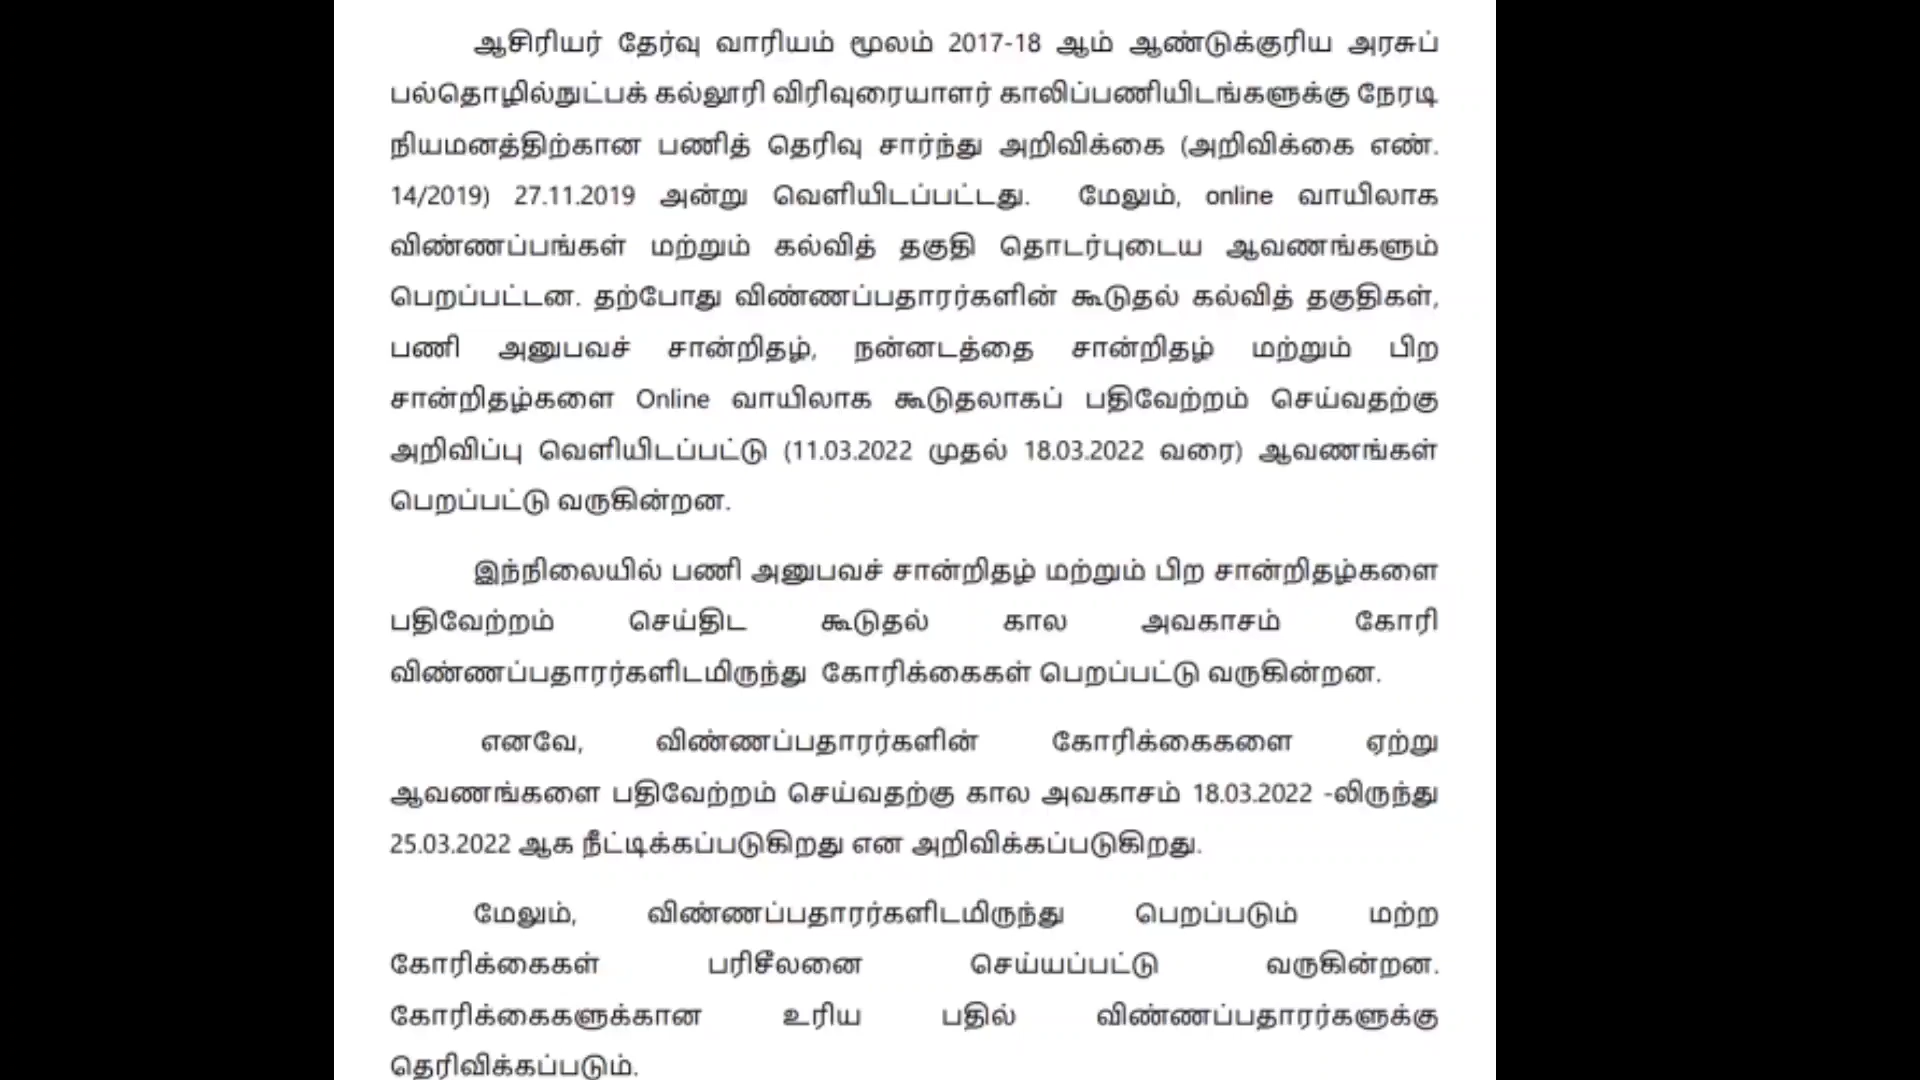 ஆசிரியர் தேர்வு வாரியம் மூலம் 2017-18 ஆம் ஆண்டுக்குரிய அரசுப்
பல்தொழில்நுட்பக் கல்லூரி விரிவுரையாளர் காலிப்பணியிடங்களுக்கு நேரடி
நியமனத்திற்கான பணித் தெரிவு சார்ந்து அறிவிக்கை (அறிவிக்கை எண்.
14/2019) 27.11.2019 அன்று வெளியிடப்பட்டது. மேலும், online வாயிலாக
விண்ணப்பங்கள் மற்றும் கல்வித் தகுதி தொடர்புடைய ஆவணங்களும்
பெறப்பட்டன. தற்போது விண்ணப்பதாரர்களின் கூடுதல் கல்வித் தகுதிகள்,
பணி அனுபவச் சான்றிதழ், நன்னடத்தை சான்றிதழ் மற்றும் பிற
சான்றிதழ்களை Online வாயிலாக கூடுதலாகப் பதிவேற்றம் செய்வதற்கு
அறிவிப்பு வெளியிடப்பட்டு (11.03.2022 முதல் 18.03.2022 வரை) ஆவணங்கள்
பெறப்பட்டு வருகின்றன.
இந்நிலையில் பணி அனுபவச் சான்றிதழ் மற்றும் பிற சான்றிதழ்களை
பதிவேற்றம் செய்திட கூடுதல் கால அவகாசம் கோரி
விண்ணப்பதாரர்களிடமிருந்து கோரிக்கைகள் பெறப்பட்டு வருகின்றன.
எனவே, விண்ணப்பதாரர்களின் கோரிக்கைகளை ஏற்று
ஆவணங்களை பதிவேற்றம் செய்வதற்கு கால அவகாசம் 18.03.2022 -லிருந்து
25.03.2022 ஆக நீட்டிக்கப்படுகிறது என அறிவிக்கப்படுகிறது.
மேலும், விண்ணப்பதாரர்களிடமிருந்து பெறப்படும் மற்ற
கோரிக்கைகள் பரிசீலனை செய்யப்பட்டு வருகின்றன.
கோரிக்கைகளுக்கான உரிய பதில் விண்ணப்பதாரர்களுக்கு
தெரிவிக்கப்படும்.